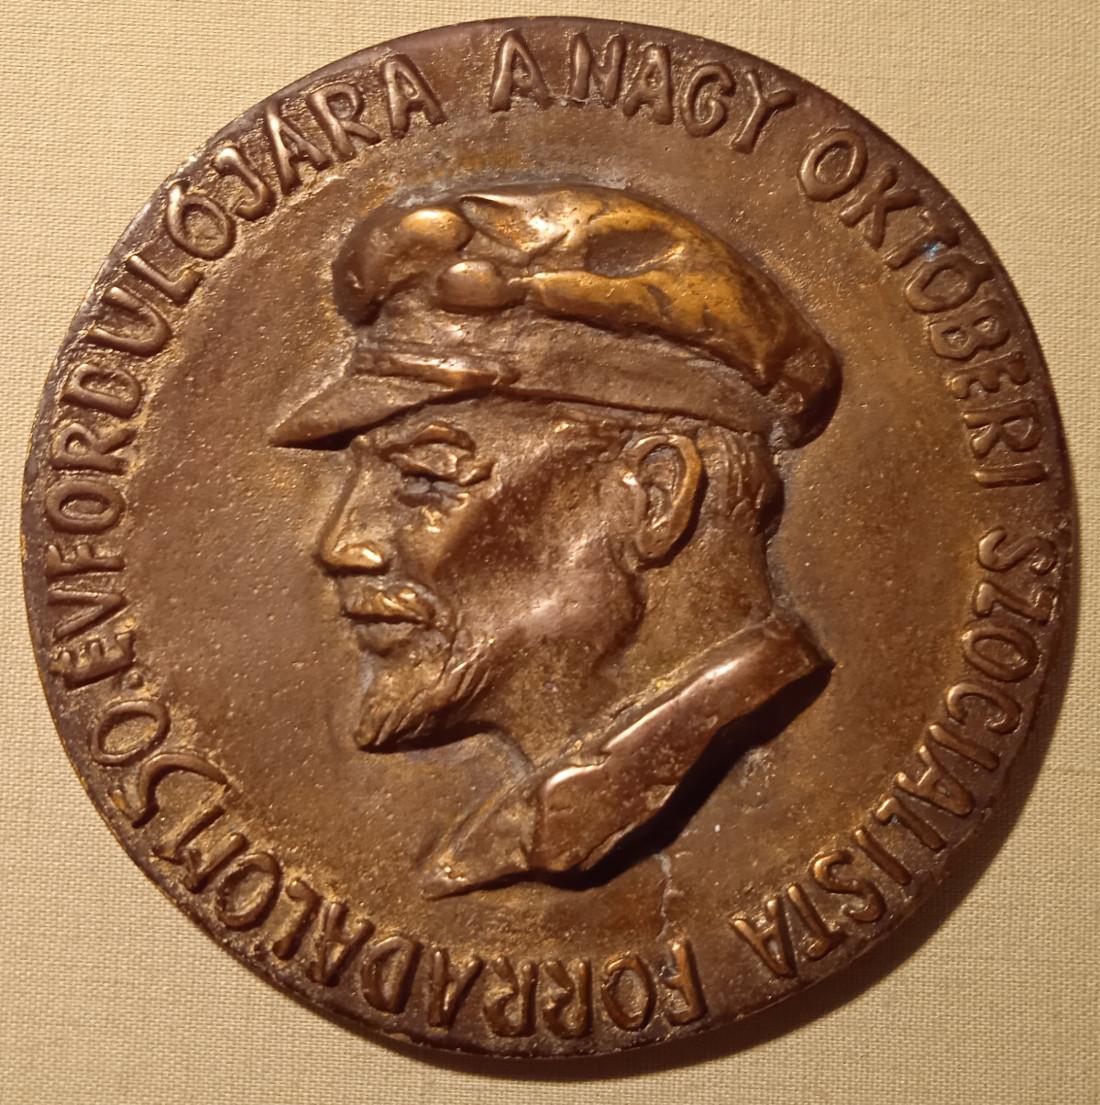 A NAGY OKTÓBERI SZOCIALISTA FORRADALOM 50. ÉVFORDULÓJÁRA